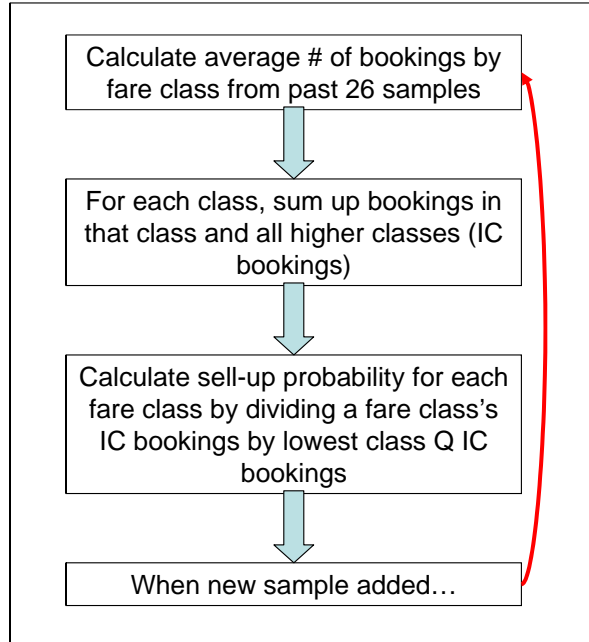 Calculate average # of bookings by
fare class from past 26 samples
For each class, sum up bookings in
that class and all higher classes (IC
bookings)
Calculate sell-up probability for each
fare class by dividing a fare class’s
IC bookings by lowest class Q IC
bookings
When new sample added…